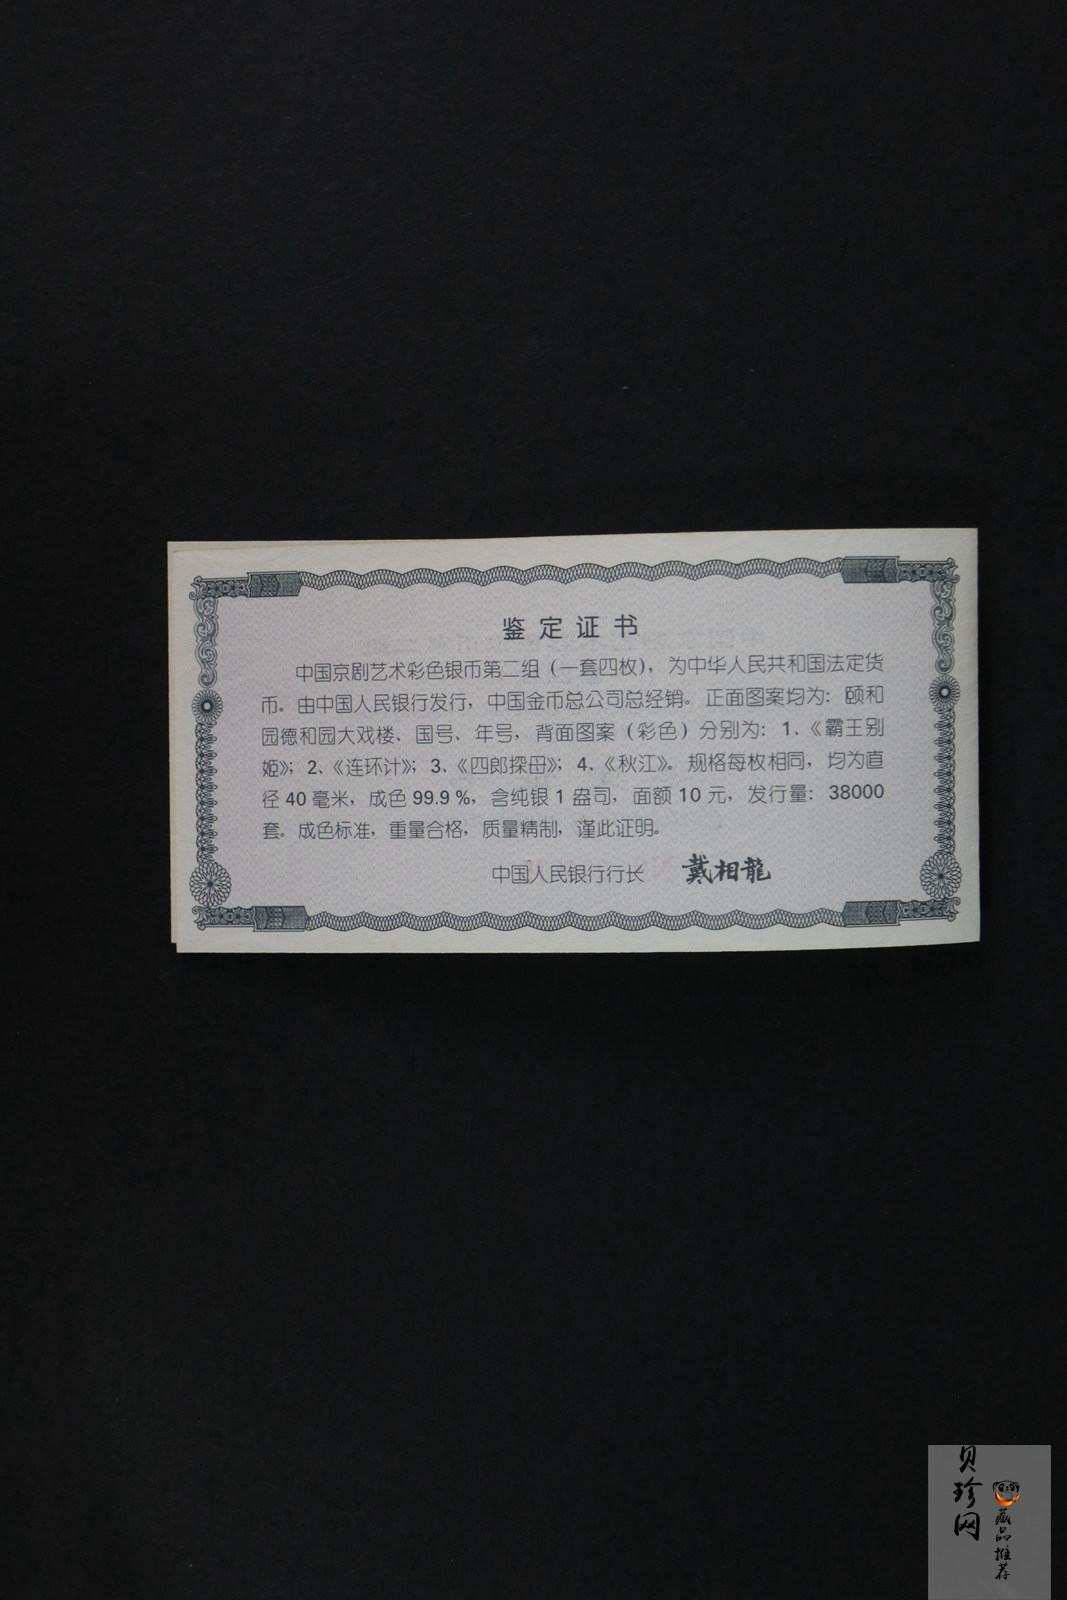 鉴定证书
中国京剧艺术彩色银币第二组(一套四枚),为中华人民共和国法定货
币。由中国人民银行发行,中国金币总公司总经销。正面图案均为:颐和
园德和园大戏楼、国号、年号,背面图案(彩色)分别为:1、《霸王别
姬》;2、《连环计》;3、《四郎探母》;4、《秋江》。规格每枚相同,均为直
径40毫米,成色99.9%,含纯银1盎司,面额10元,发行量:38000
套。成色标准,重量合格,质量精制,谨此证明。
中国人民银行行长 戴相龍
贝珍网
藏品推荐